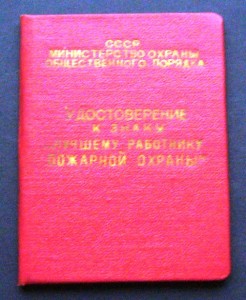 СССР
МИНИСТЕРСТВО ОХРАНЫ
ОБЩЕСТВЕННОГО ПОРЯДКА
УДОСТОВЕРЕНИЕ
К ЗНАКУ
"ЛУЧШЕМУ РАБОТНИКУ
ПОЖАРНОЙ ОХРАНЫ"